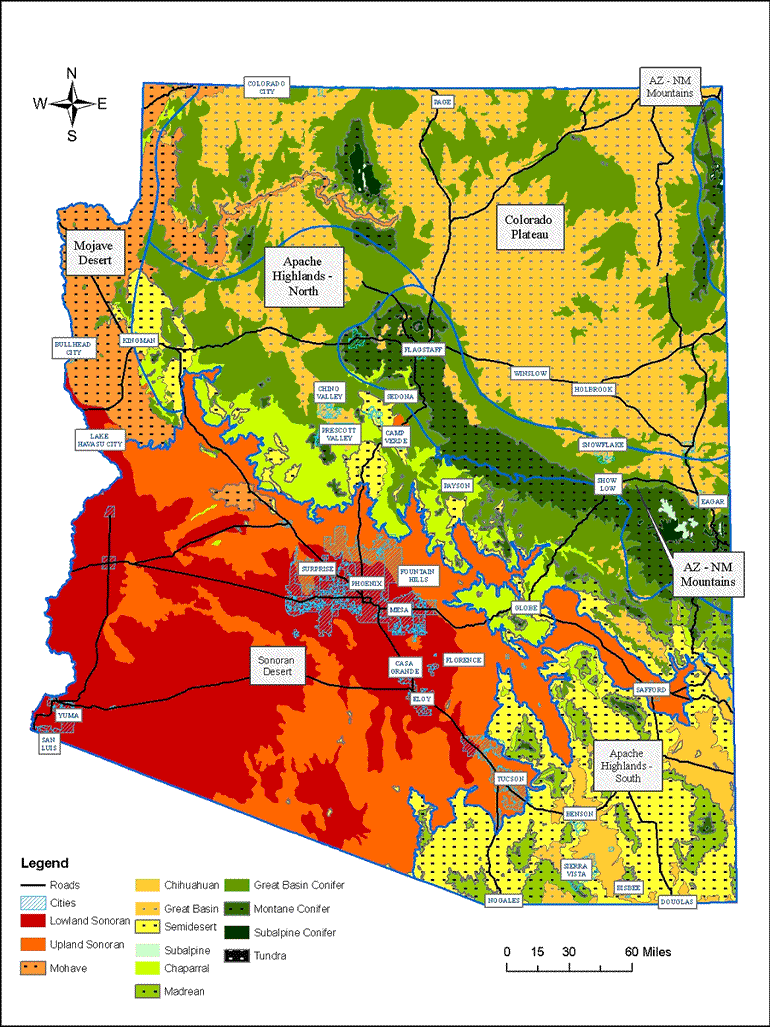 N
W E
S
COLORADO
CITY
PAGE
AZ - NM
Mountains
Mojave
Desert
Apache
Highlands -
North
Colorado
Plateau
BULLHEAD
CITY
KINGMAN
FLAGSTAFF
WINSLOW
HOLBROOK
CHINO
VALLEY
SEDONA
LAKE
HAVASU CITY
PRESCOTT
VALLEY
CAMP
VERDE
SNOWFLAKE
PAYSON
SHOW
LOW
EAGAR
SURPRISE
PHOENIX
FOUNTAIN
HILLS
AZ - NM
Mountains
MESA
GLOBE
Sonoran
Desert
CASA
GRANDE
FLORENCE
SAFFORD
ELOY
YUMA
SAN
LUIS
Apache
Highlands -
South
TUCSON
BENSON
SIERRA
VISTA
BISBEE
NOGALES
DOUGLAS
Legend
Roads
Cities
Lowland Sonoran
Upland Sonoran
Mohave
Chihuahuan
Great Basin
Semidesert
Subalpine
Chaparral
Madrean
Great Basin Conifer
Montane Conifer
Subalpine Conifer
Tundra
0 15 30 60 Miles